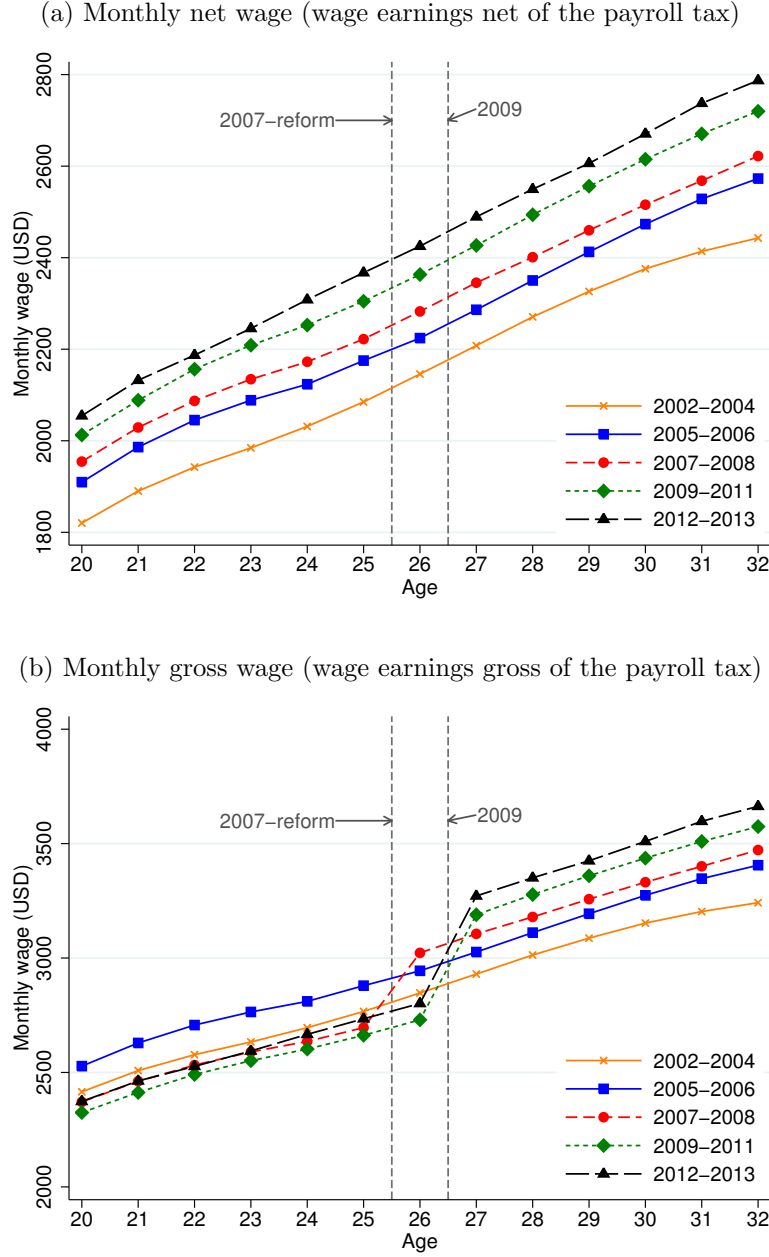 (a) Monthly net wage (wage earnings net of the payroll tax)
Monthly wage (USD)
2800
2600
2400
2200
2000
1800
2007-reform
2009
2002-2004
2005-2006
2007-2008
2009-2011
2012-2013
20 21 22 23 24 25 26 27 28 29 30 31 32
Age
(b) Monthly gross wage (wage earnings gross of the payroll tax)
Monthly wage (USD)
4000
3500
3000
2500
2000
2007-reform
2009
2002-2004
2005-2006
2007-2008
2009-2011
2012-2013
20 21 22 23 24 25 26 27 28 29 30 31 32
Age